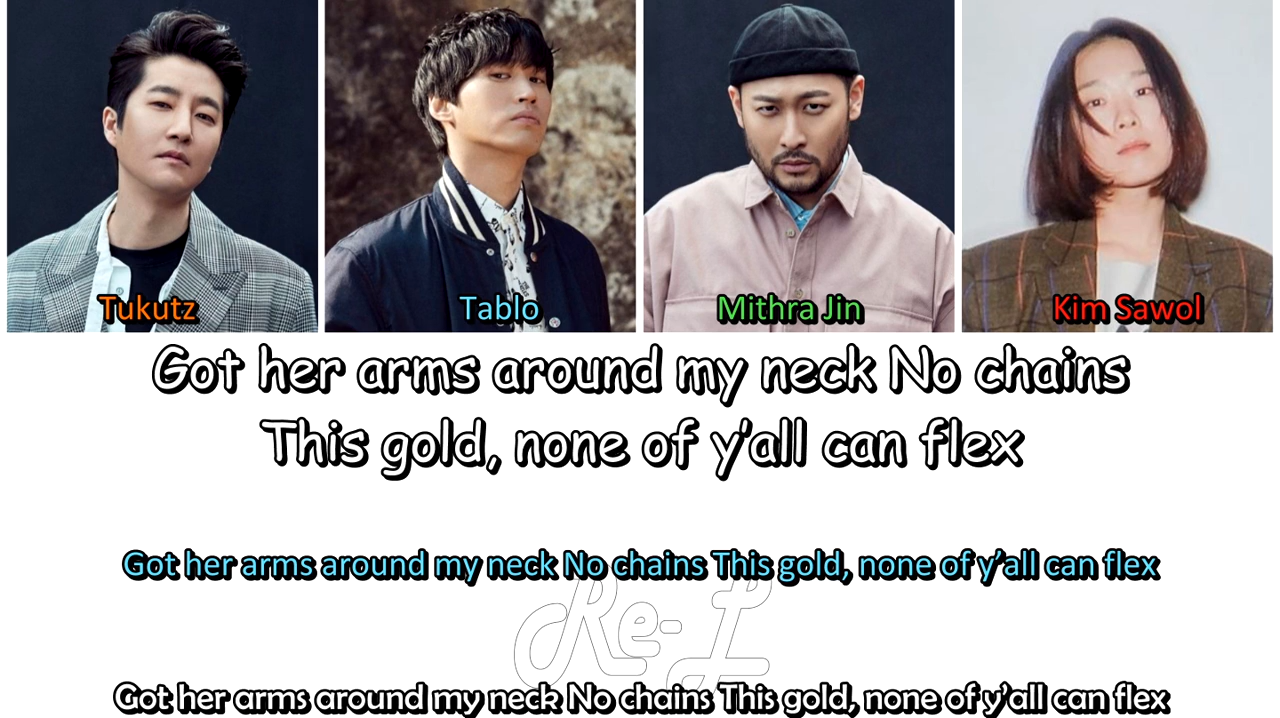 Tukutz
Tablo
Mithra Jin
Kim Sawol
Got her arms around my neck No chains
This gold, none of y'all can flex
Got her arms around my neck No chains This gold, none of y'all can flex
Re-I
Got her arms around my neck No chains This gold, none of y'all can flex